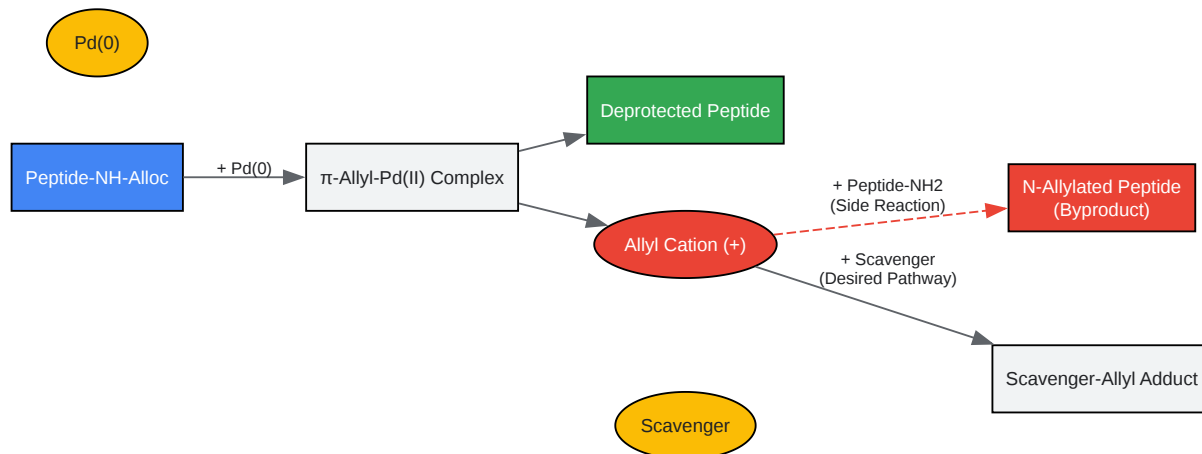 Pd(0)
Peptide-NH-Alloc
+ Pd(0)
π-Allyl-Pd(II) Complex
Deprotected Peptide
Allyl Cation (+)
+ Peptide-NH2
(Side Reaction)
N-Allylated Peptide
(Byproduct)
+ Scavenger
(Desired Pathway)
Scavenger-Allyl Adduct
Scavenger